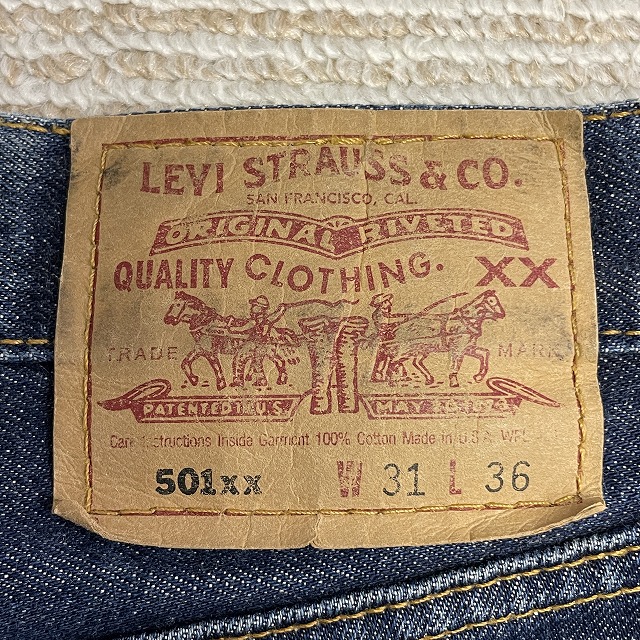 LEVI STRAUSS & CO.
SAN FRANCISCO, CAL.
ORIGINAL RIVETED
QUALITY CLOTHING. XX
TRADE MARK
PATENTED IN U.S. MAY 20 1873
Care Instructions Inside Garment 100% Cotton Made in U.S.A. WPL
501xx W 31 L 36